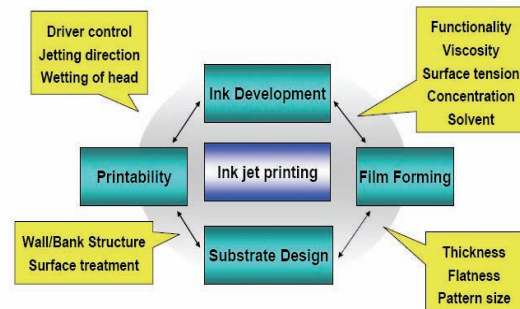 Driver control
Jetting direction
Wetting of head
Functionality
Viscosity
Surface tension
Concentration
Solvent
Ink Development
Printability
Ink jet printing
Film Forming
Wall/Bank Structure
Surface treatment
Substrate Design
Thickness
Flatness
Pattern size